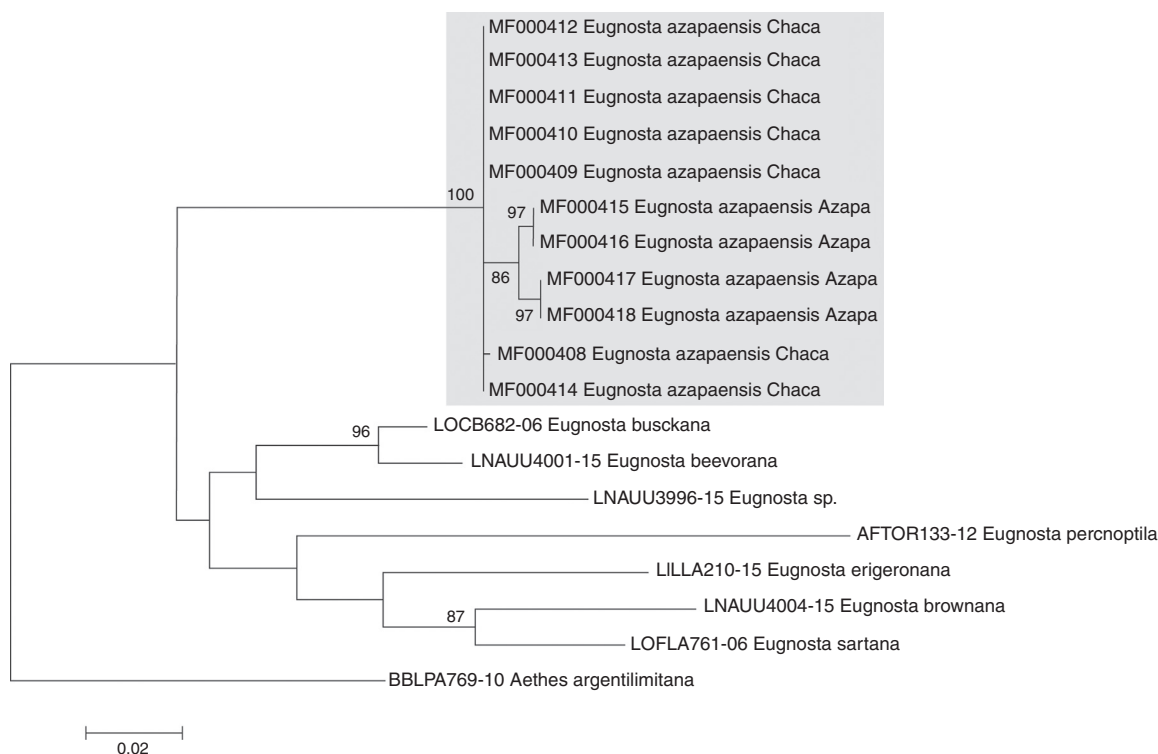 MF000412 Eugnosta azapaensis Chaca
MF000413 Eugnosta azapaensis Chaca
MF000411 Eugnosta azapaensis Chaca
MF000410 Eugnosta azapaensis Chaca
MF000409 Eugnosta azapaensis Chaca
100
97
MF000415 Eugnosta azapaensis Azapa
MF000416 Eugnosta azapaensis Azapa
86
MF000417 Eugnosta azapaensis Azapa
97
MF000418 Eugnosta azapaensis Azapa
MF000408 Eugnosta azapaensis Chaca
MF000414 Eugnosta azapaensis Chaca
96
LOCB682-06 Eugnosta busckana
LNAUU4001-15 Eugnosta beevorana
LNAUU3996-15 Eugnosta sp.
AFTOR133-12 Eugnosta percnoptila
LILLA210-15 Eugnosta erigeronana
87
LNAUU4004-15 Eugnosta brownana
LOFLA761-06 Eugnosta sartana
BBLPA769-10 Aethes argentilimitana
0.02